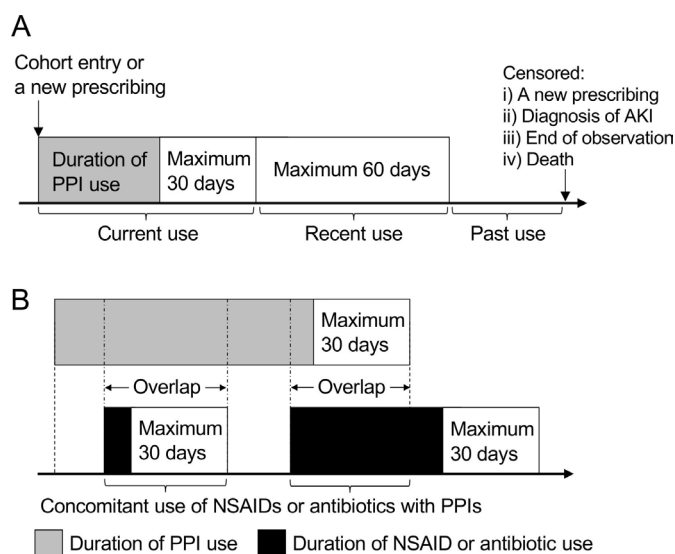 A
Cohort entry or
a new prescribing
Censored:
i) A new prescribing
ii) Diagnosis of AKI
iii) End of observation
iv) Death
Duration of
PPI use
Maximum
30 days
Maximum 60 days
Current use
Recent use
Past use
B
Maximum
30 days
Overlap
Overlap
Maximum
30 days
Maximum
30 days
Concomitant use of NSAIDs or antibiotics with PPIs
Duration of PPI use
Duration of NSAID or antibiotic use